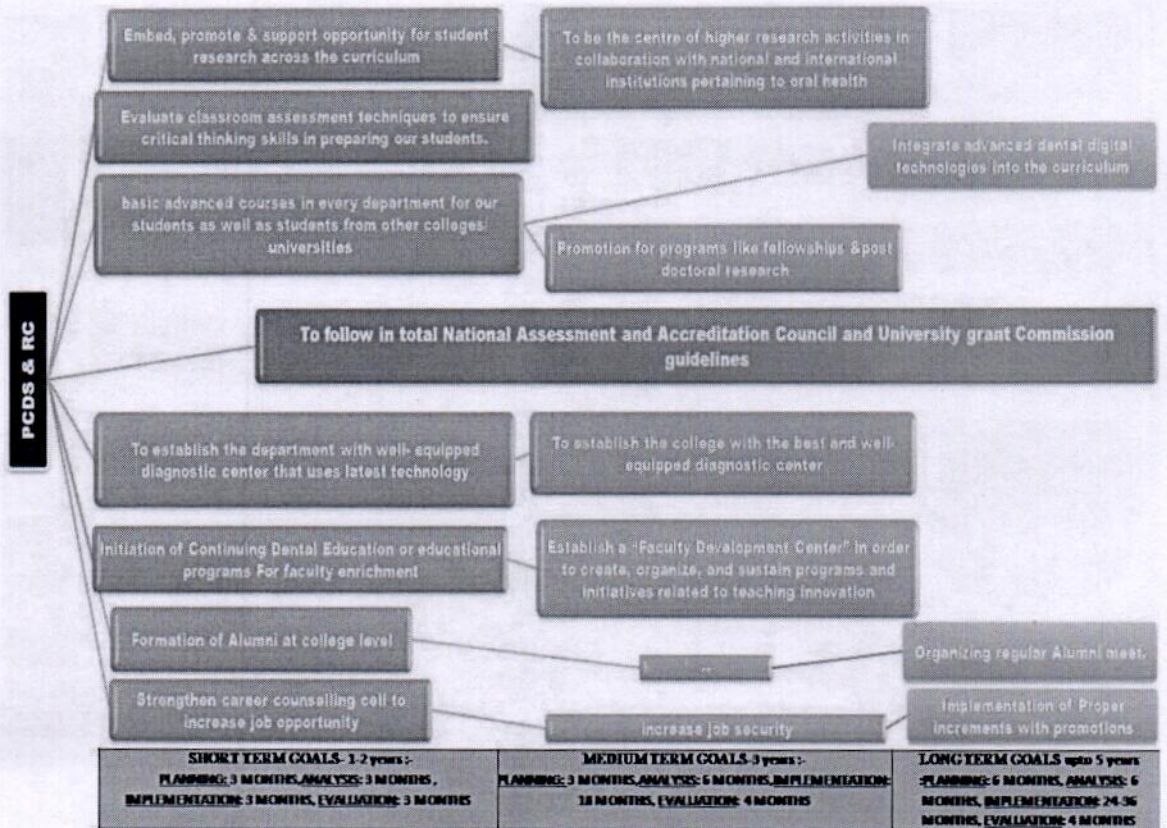 Embed, promote & support opportunity for student
research across the curriculum
To be the centre of higher research activities in
collaboration with national and international
institutions pertaining to oral health
Evaluate classroom assessment techniques to ensure
critical thinking skills in preparing our students.
Integrate advanced dental digital
technologies into the curriculum
basic advanced courses in every department for our
students as well as students from other colleges/
universities
Promotion for programs like fellowships &post
doctoral research
PCDS & RC
To follow in total National Assessment and Accreditation Council and University grant Commission
guidelines
To establish the department with well- equipped
diagnostic center that uses latest technology
To establish the college with the best and well-
equipped diagnostic center
Initiation of Continuing Dental Education or educational
programs For faculty enrichment
Establish a "Faculty Development Center" in order
to create, organize, and sustain programs and
initiatives related to teaching innovation
Formation of Alumni at college level
Organizing regular Alumni meet.
Strengthen career counselling cell to
increase job opportunity
increase job security
Implementation of Proper
increments with promotions
SHORT TERM GOALS- 1-2 years :-
PLANNING: 3 MONTHS, ANALYSIS: 3 MONTHS ,
IMPLEMENTATION: 3 MONTHS, EVALUATION: 3 MONTHS
MEDIUM TERM GOALS-3 years :-
PLANNING: 3 MONTHS, ANALYSIS: 6 MONTHS, IMPLEMENTATION:
18 MONTHS, EVALUATION: 4 MONTHS
LONG TERM GOALS upto 5 years
:PLANNING: 6 MONTHS, ANALYSIS: 6
MONTHS, IMPLEMENTATION: 24-36
MONTHS, EVALUATION: 4 MONTHS